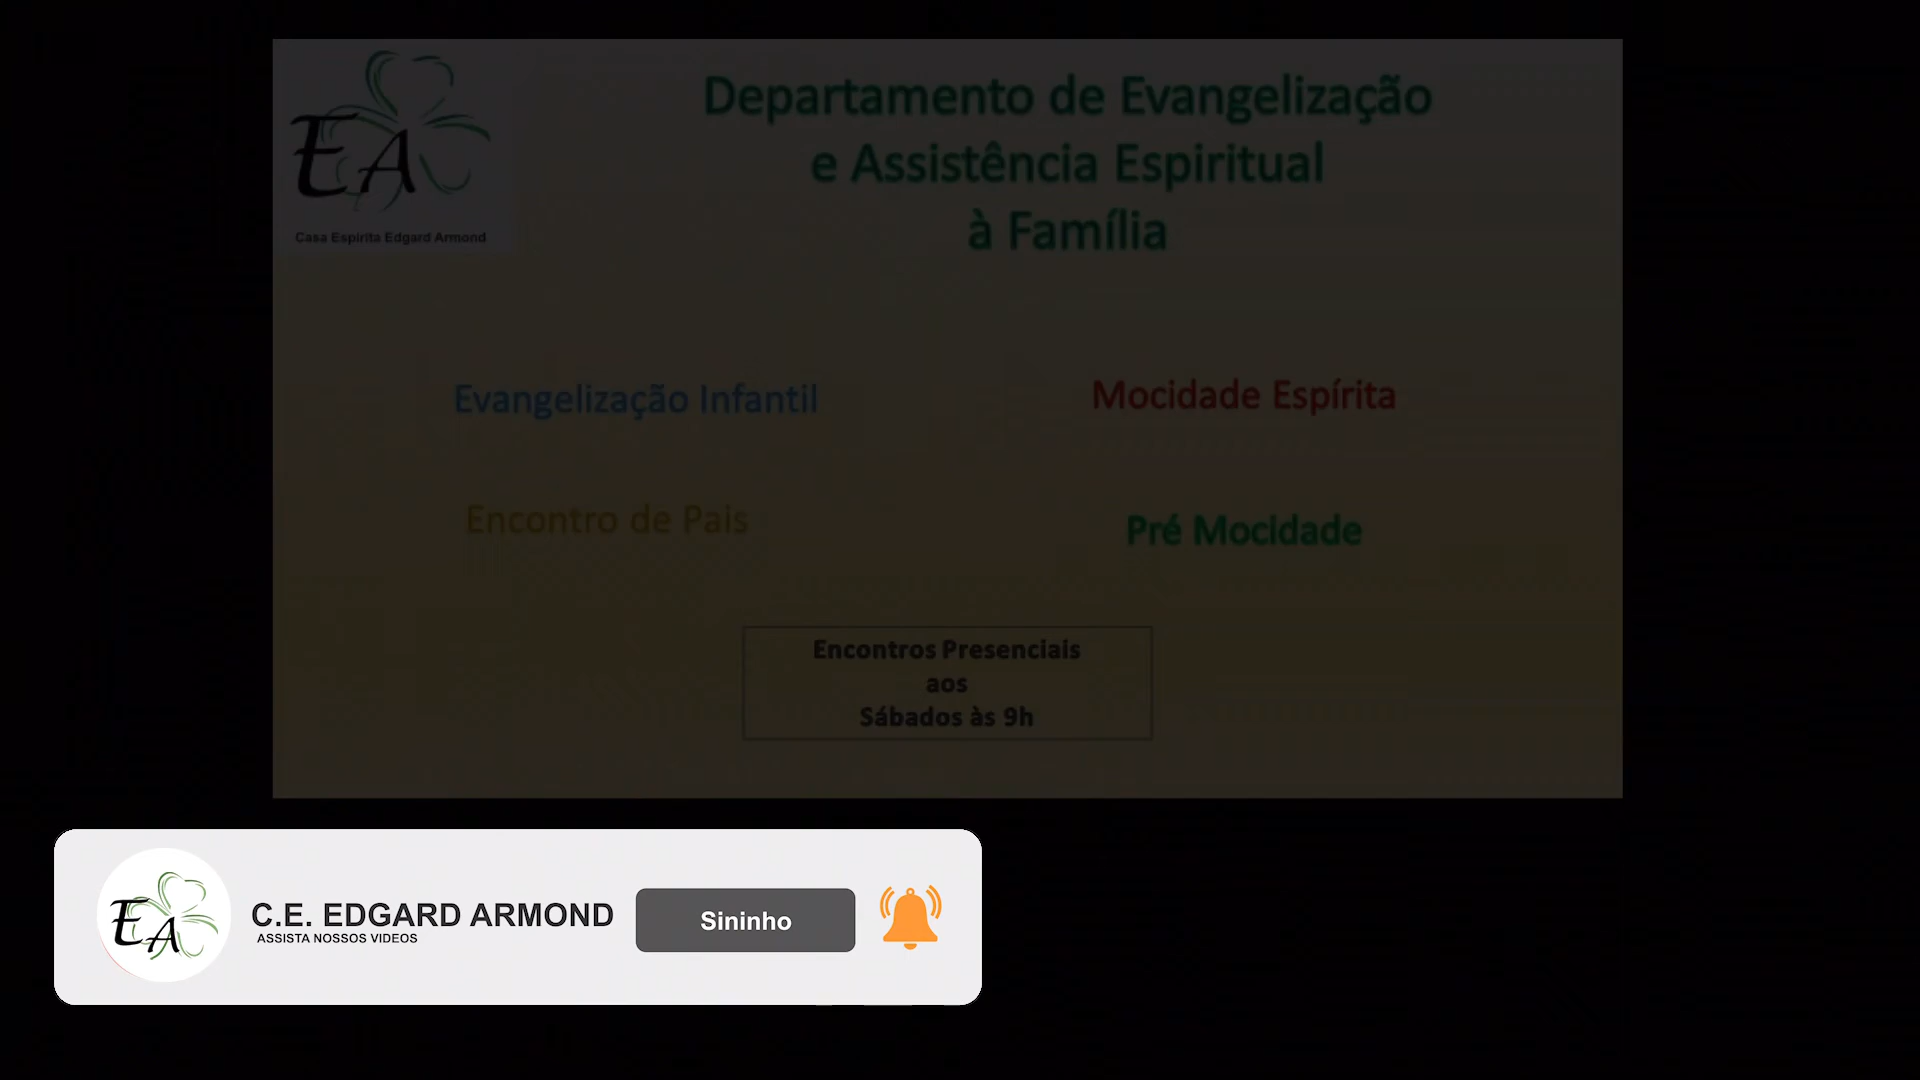 EA
Casa Espírita Edgard Armond
Departamento de Evangelização
e Assistência Espiritual
à Família
Evangelização Infantil
Mocidade Espírita
Encontro de Pais
Pré Mocidade
Encontros Presenciais
aos
Sábados às 9h
EA
C.E. EDGARD ARMOND
ASSISTA NOSSOS VIDEOS
Sininho